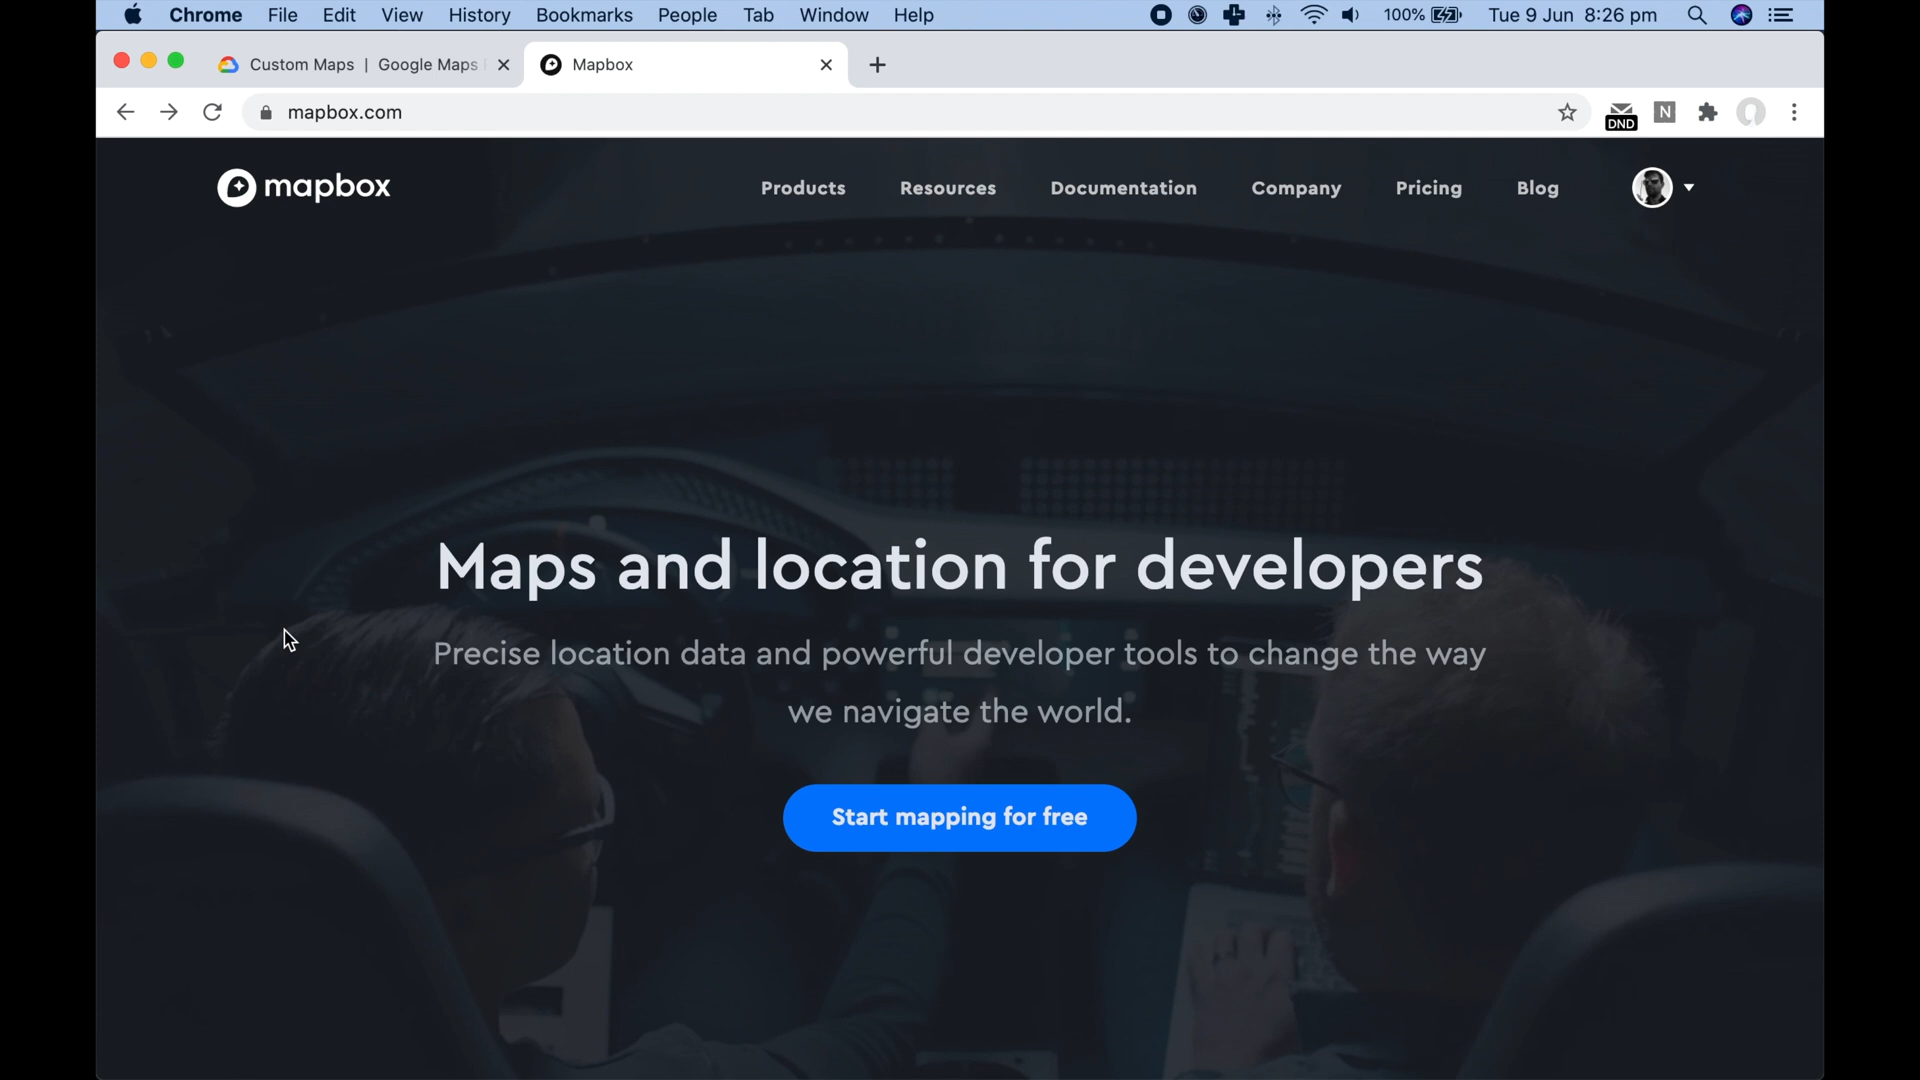 Chrome File Edit View History Bookmarks People Tab Window Help 100% Tue 9 Jun 8:26 pm
Custom Maps | Google Maps Mapbox
mapbox.com DND N
mapbox Products Resources Documentation Company Pricing Blog
Maps and location for developers
Precise location data and powerful developer tools to change the way
we navigate the world.
Start mapping for free